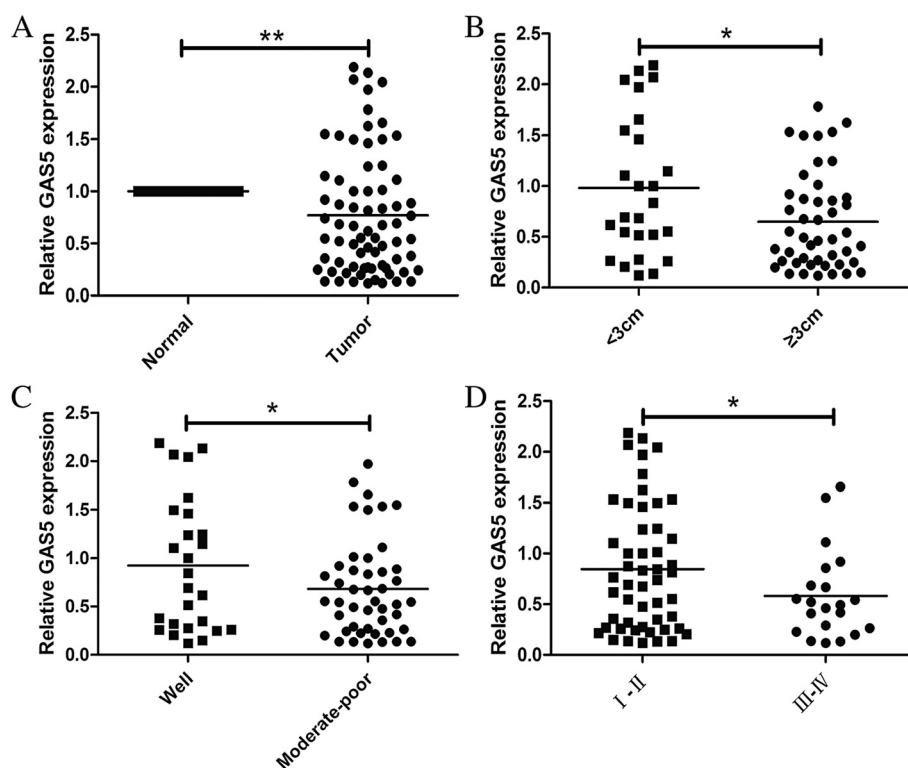 A
Relative GAS5 expression
2.5
2.0
1.5
1.0
0.5
0.0
**
Normal
Tumor
B
Relative GAS5 expression
2.5
2.0
1.5
1.0
0.5
0.0
*
<3cm
≥3cm
C
Relative GAS5 expression
2.5
2.0
1.5
1.0
0.5
0.0
*
Well
Moderate-poor
D
Relative GAS5 expression
2.5
2.0
1.5
1.0
0.5
0.0
*
I - II
III-IV